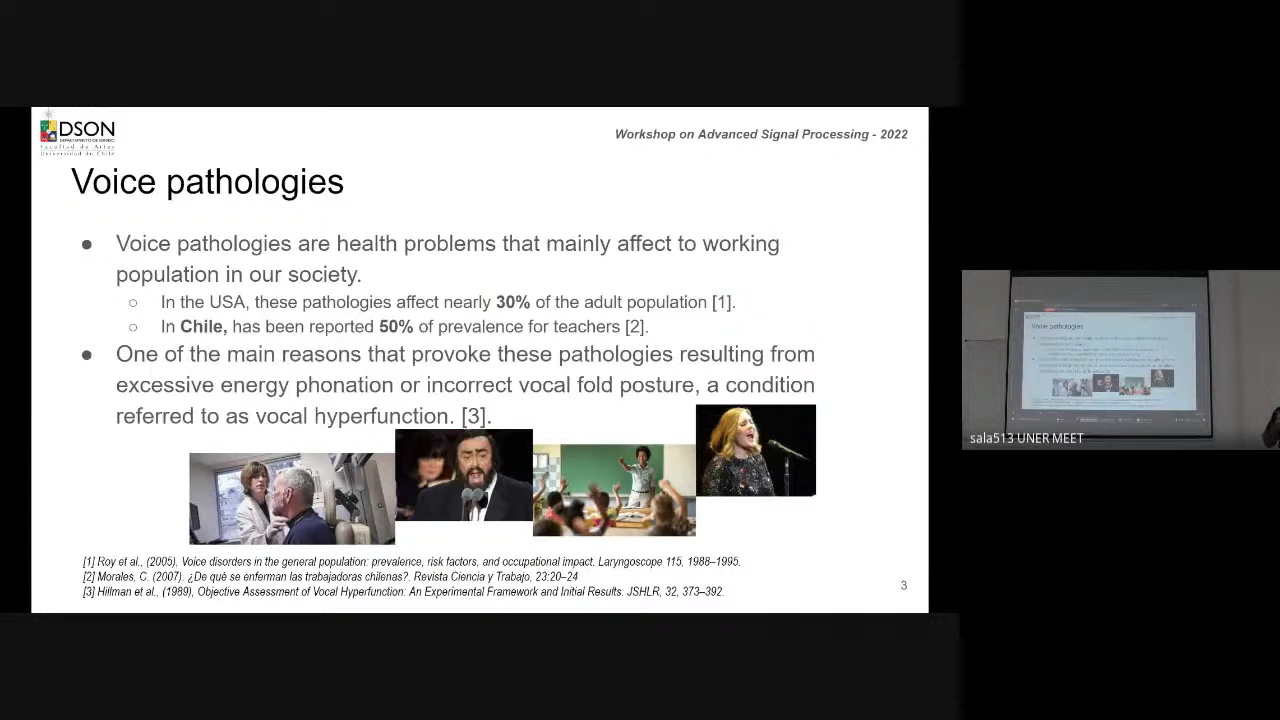 DSON
DEPARTAMENTO DE SONIDO
Facultad de Artes
Universidad de Chile
Workshop on Advanced Signal Processing - 2022
Voice pathologies
● Voice pathologies are health problems that mainly affect to working
population in our society.
○ In the USA, these pathologies affect nearly 30% of the adult population [1].
○ In Chile, has been reported 50% of prevalence for teachers [2].
● One of the main reasons that provoke these pathologies resulting from
excessive energy phonation or incorrect vocal fold posture, a condition
referred to as vocal hyperfunction. [3].
[1] Roy et al., (2005). Voice disorders in the general population: prevalence, risk factors, and occupational impact. Laryngoscope 115, 1988–1995.
[2] Morales, C. (2007). ¿De què se enferman las trabajadoras chilenas?. Revista Ciencia y Trabajo, 23:20–24
[3] Hillman et al., (1989), Objective Assessment of Vocal Hyperfunction: An Experimental Framework and Initial Results. JSHLR, 32, 373–392.
3
Voice pathologies
sala513 UNER MEET